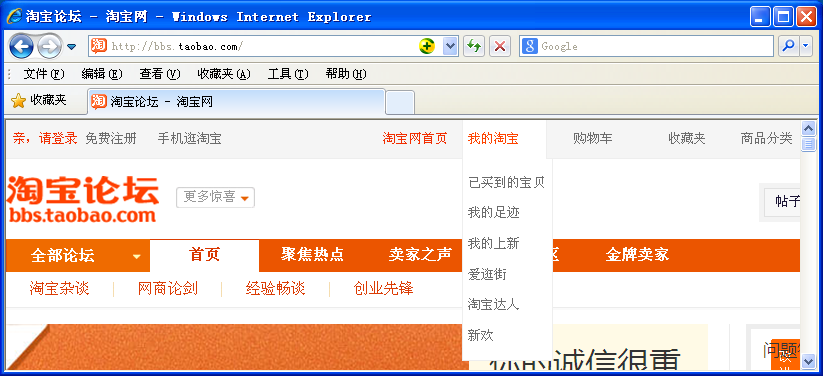 淘宝论坛 - 淘宝网 - Windows Internet Explorer
http://bbs.taobao.com/ Google
文件(F) 编辑(E) 查看(V) 收藏夹(A) 工具(T) 帮助(H)
收藏夹 淘宝论坛 - 淘宝网
亲，请登录 免费注册 手机逛淘宝 淘宝网首页 我的淘宝 购物车 收藏夹 商品分类
已买到的宝贝
淘宝论坛 更多惊喜 帖子
bbs.taobao.com
我的足迹
我的上新
全部论坛 首页 聚焦热点 卖家之声 区 金牌卖家
爱逛街
淘宝杂谈 网商论剑 经验畅谈 创业先锋
淘宝达人
新欢
你的诚信很重
问题